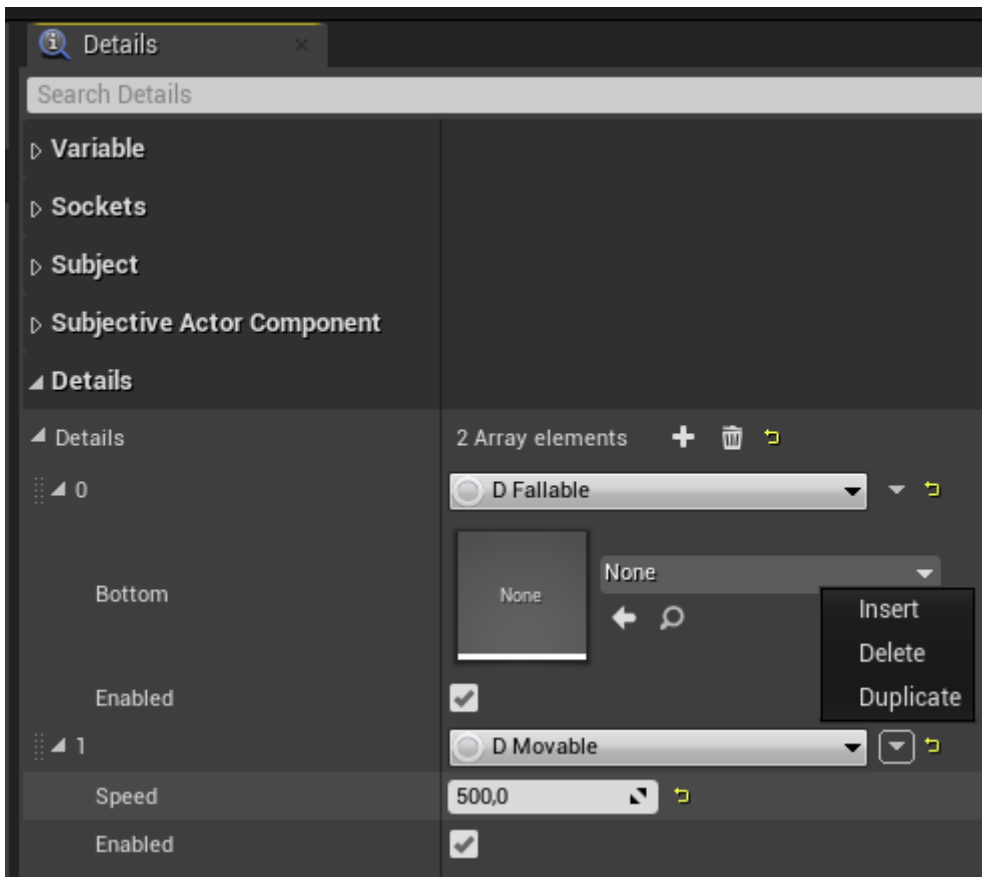 Details
Search Details
Variable
Sockets
Subject
Subjective Actor Component
Details
Details 2 Array elements
0 D Fallable
Bottom None None
Insert
Delete
Duplicate
Enabled
1 D Movable
Speed 500,0
Enabled